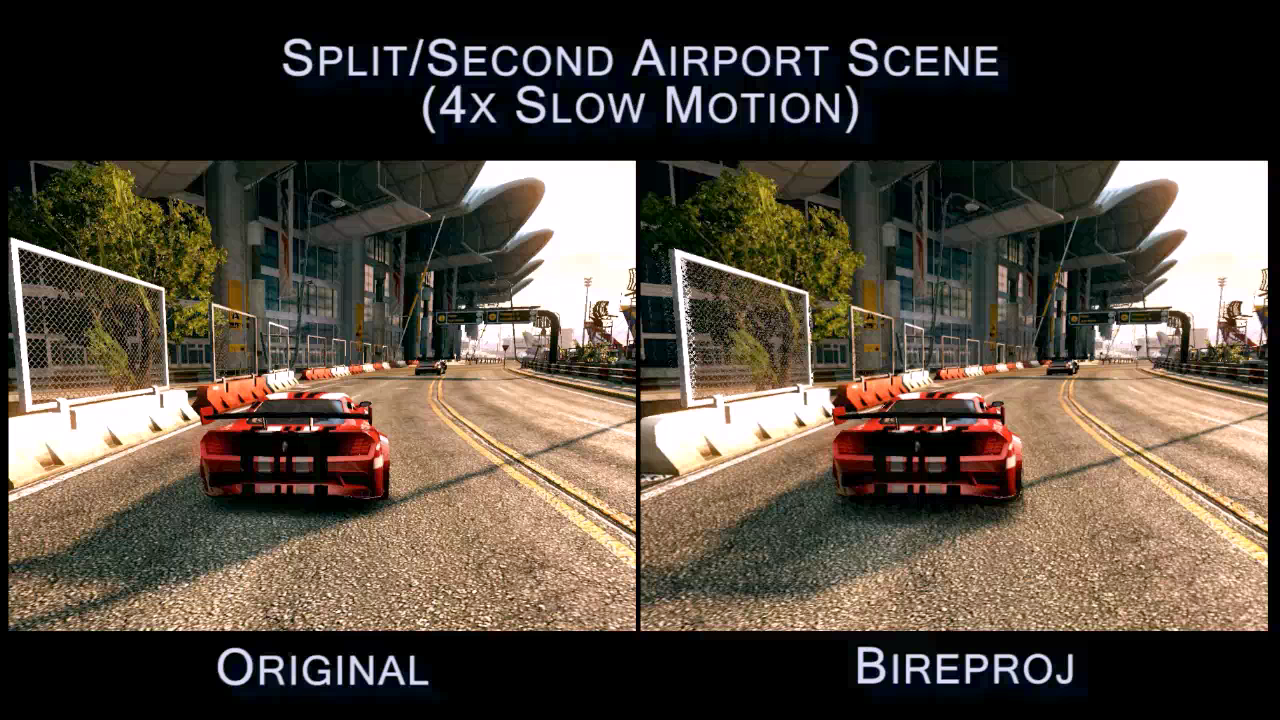 SPLIT/SECOND AIRPORT SCENE
(4X SLOW MOTION)
ORIGINAL
BIREPROJ